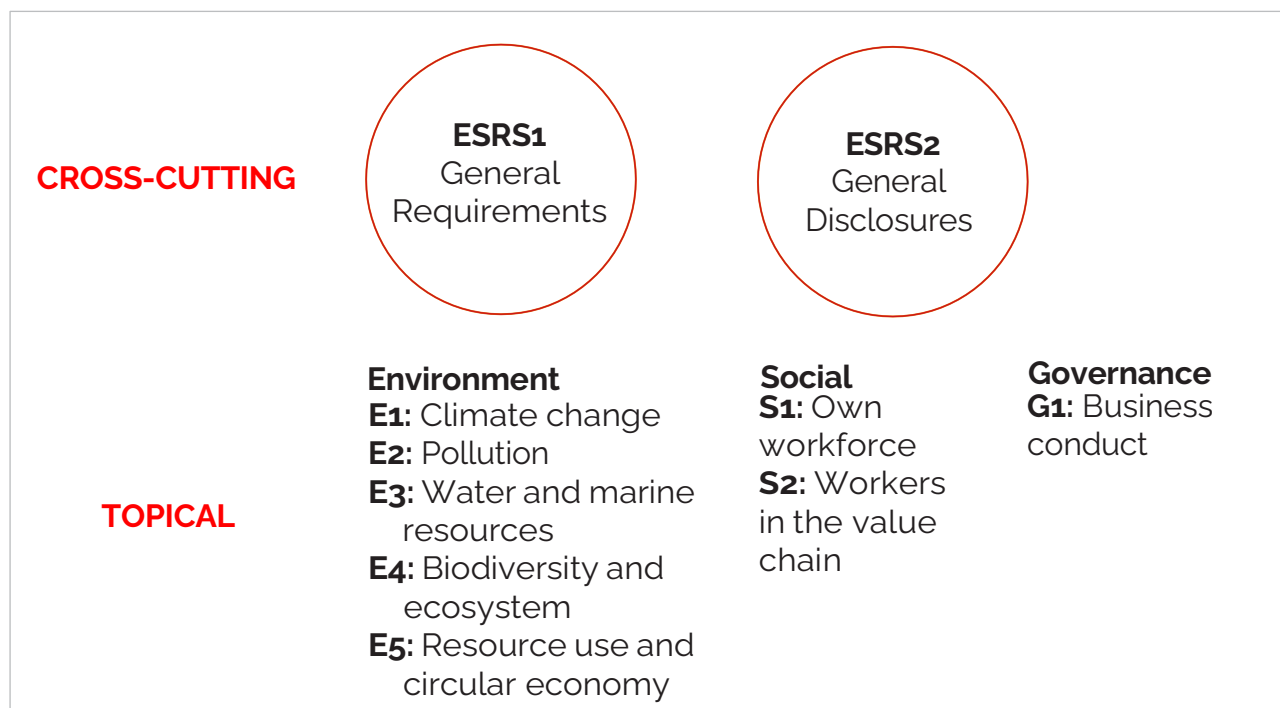 CROSS-CUTTING
ESRS1
General
Requirements
ESRS2
General
Disclosures
TOPICAL
Environment
E1: Climate change
E2: Pollution
E3: Water and marine
resources
E4: Biodiversity and
ecosystem
E5: Resource use and
circular economy
Social
S1: Own
workforce
S2: Workers
in the value
chain
Governance
G1: Business
conduct